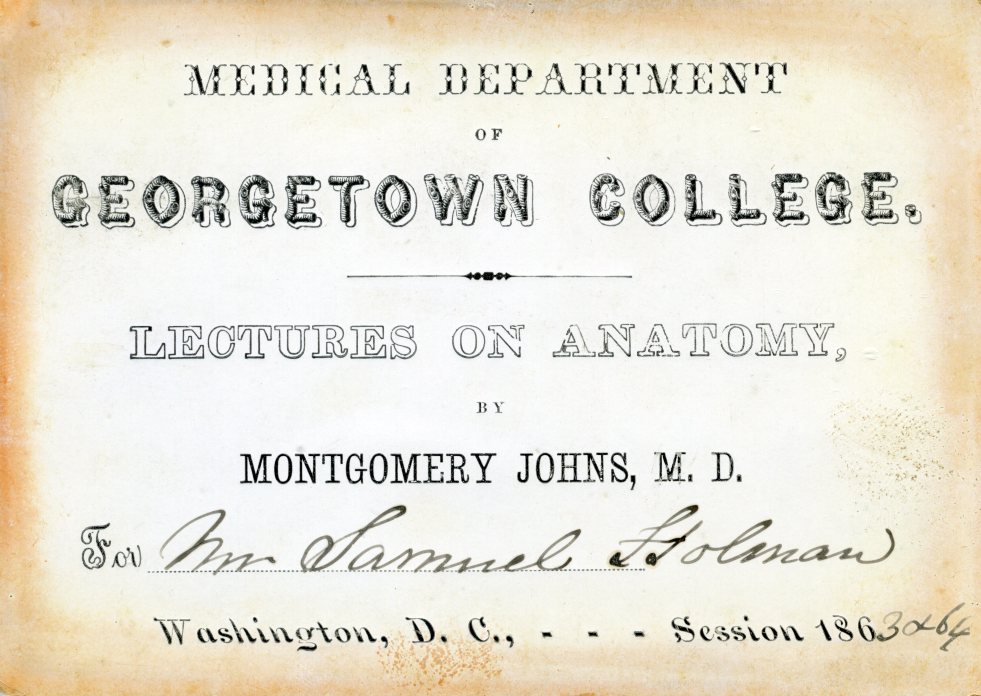 MEDICAL DEPARTMENT
OF
GEORGETOWN COLLEGE.
LECTURES ON ANATOMY,
BY
MONTGOMERY JOHNS, M. D.
For Mr Samuel Holman
Washington, D. C., - - - Session 1863 & 64